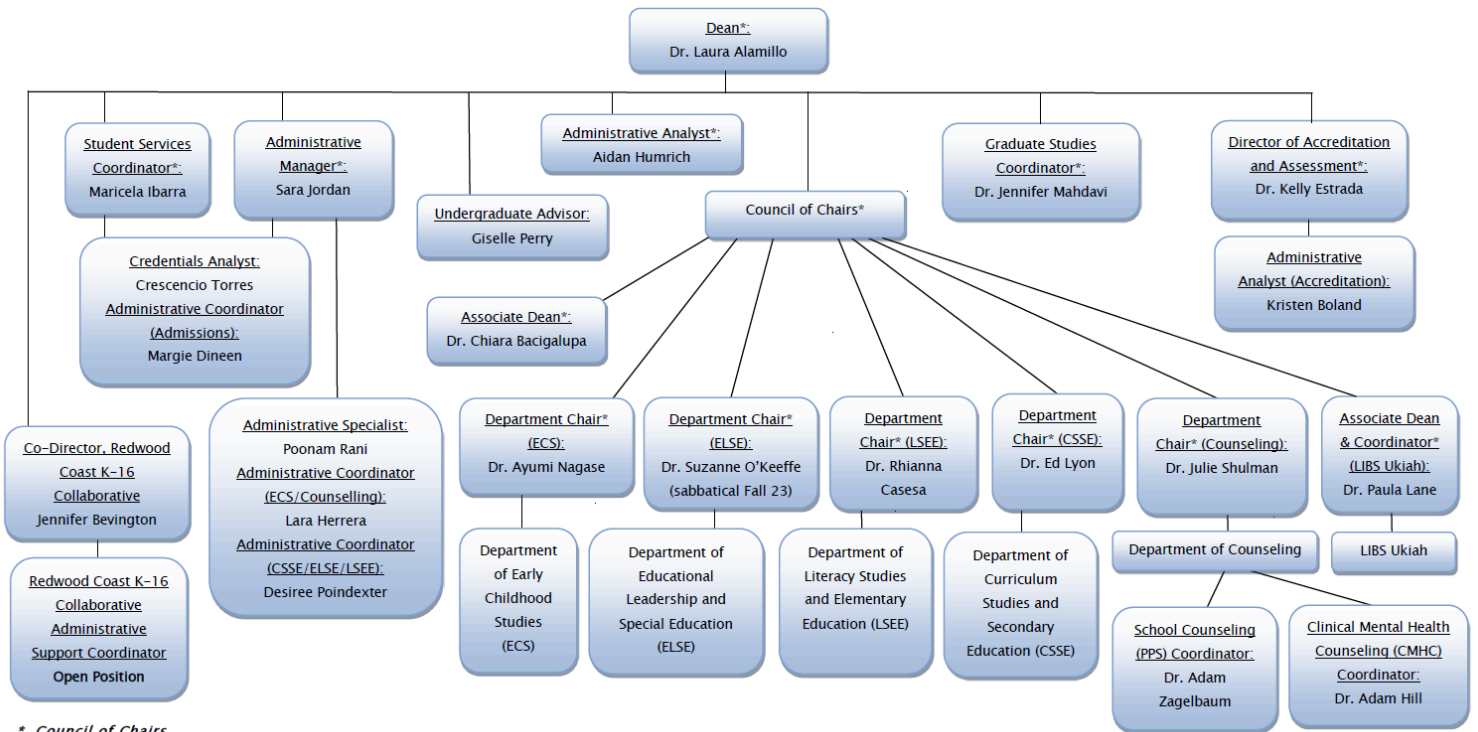 Dean*:
Dr. Laura Alamillo
Student Services
Coordinator*:
Maricela Ibarra
Administrative
Manager*:
Sara Jordan
Undergraduate Advisor:
Giselle Perry
Administrative Analyst*:
Aidan Humrich
Council of Chairs*
Graduate Studies
Coordinator*:
Dr. Jennifer Mahdavi
Director of Accreditation
and Assessment*:
Dr. Kelly Estrada
Administrative
Analyst (Accreditation):
Kristen Boland
Credentials Analyst:
Crescencio Torres
Administrative Coordinator
(Admissions):
Margie Dineen
Associate Dean*:
Dr. Chiara Bacigalupa
Co-Director, Redwood
Coast K-16
Collaborative
Jennifer Bevington
Redwood Coast K-16
Collaborative
Administrative
Support Coordinator
Open Position
Administrative Specialist:
Poonam Rani
Administrative Coordinator
(ECS/Counselling):
Lara Herrera
Administrative Coordinator
(CSSE/ELSE/LSEE):
Desiree Poindexter
Department Chair*
(ECS):
Dr. Ayumi Nagase
Department Chair*
(ELSE):
Dr. Suzanne O'Keeffe
(sabbatical Fall 23)
Department
Chair* (LSEE):
Dr. Rhianna
Casesa
Department
Chair* (CSSE):
Dr. Ed Lyon
Department
Chair* (Counseling):
Dr. Julie Shulman
Associate Dean
& Coordinator*
(LIBS Ukiah):
Dr. Paula Lane
Department
of Early
Childhood
Studies
(ECS)
Department of
Educational
Leadership and
Special Education
(ELSE)
Department of
Literacy Studies
and Elementary
Education (LSEE)
Department of
Curriculum
Studies and
Secondary
Education (CSSE)
Department of Counseling
LIBS Ukiah
School Counseling
(PPS) Coordinator:
Dr. Adam
Zagelbaum
Clinical Mental Health
Counseling (CMHC)
Coordinator:
Dr. Adam Hill
* Council of Chairs